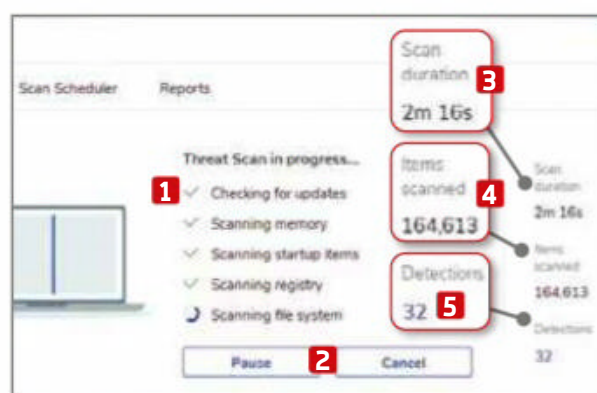 Scan Scheduler Reports
Threat Scan in progress...
1 Checking for updates
Scanning memory
Scanning startup items
Scanning registry
Scanning file system
Pause 2 Cancel
Scan
duration 3
2m 16s
Items
scanned 4
164,613
Detections
32 5
Scan
duration
2m 16s
Items
scanned
164,613
Detections
32